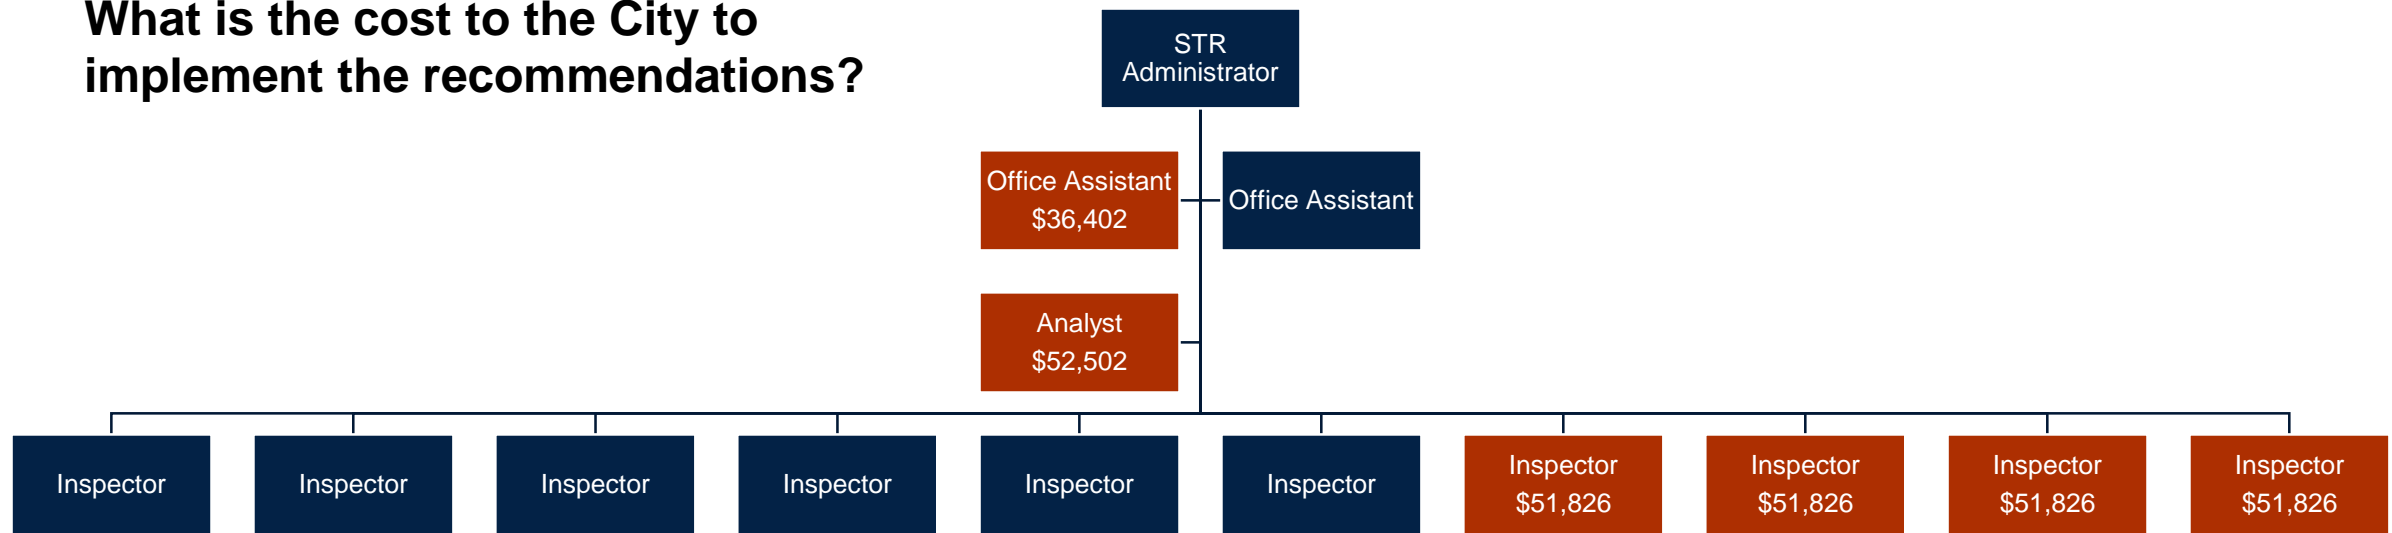 What is the cost to the City to
implement the recommendations?
STR
Administrator
Office Assistant
$36,402
Office Assistant
Analyst
$52,502
Inspector
Inspector
Inspector
Inspector
Inspector
Inspector
Inspector
$51,826
Inspector
$51,826
Inspector
$51,826
Inspector
$51,826